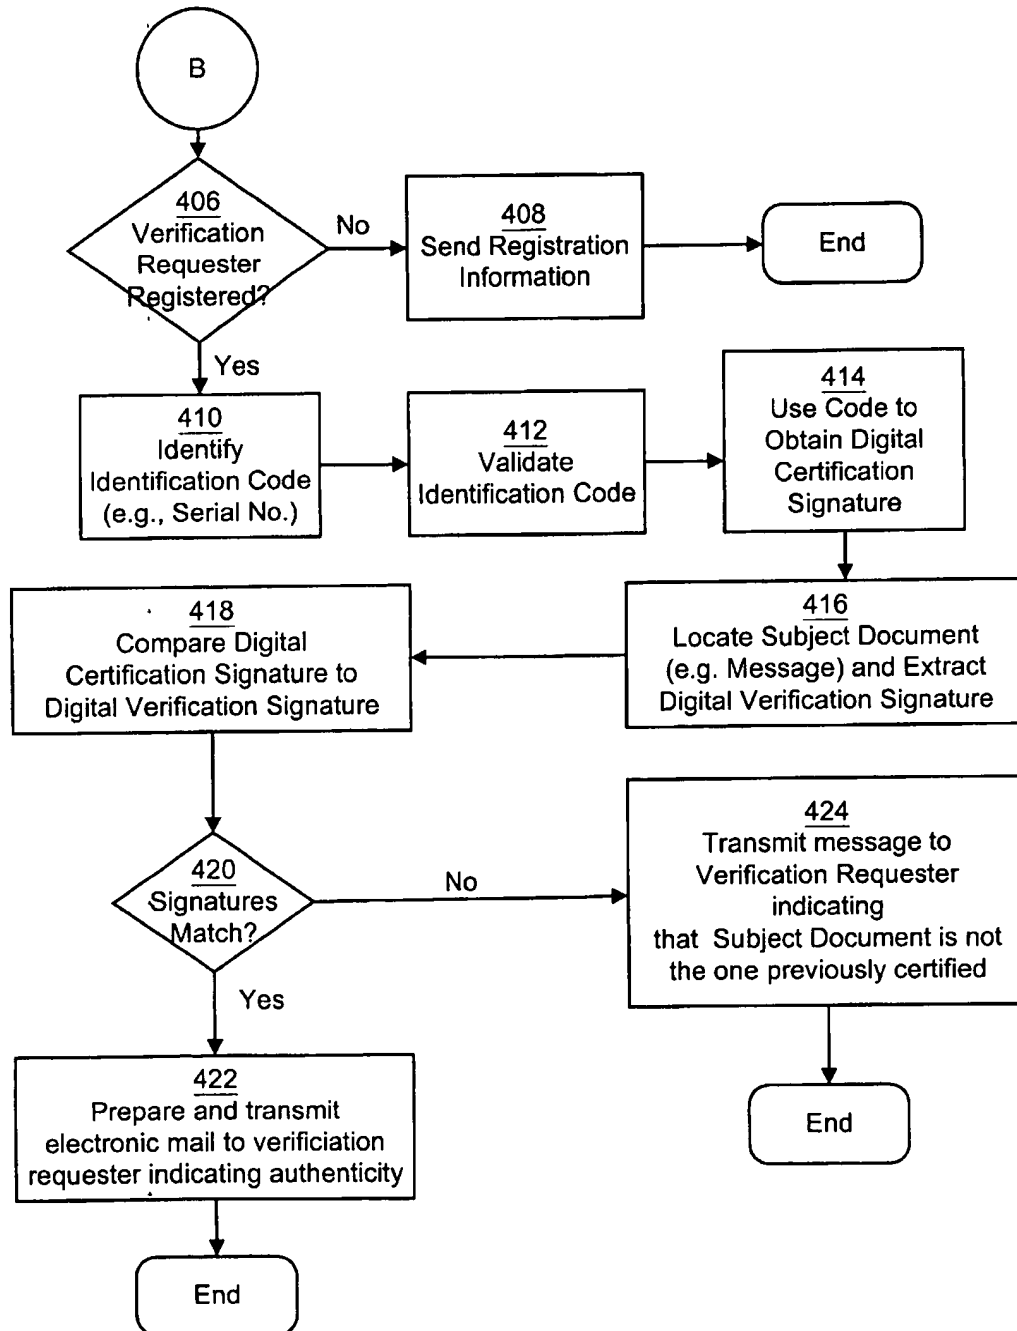 B
406
Verification
Requester
Registered?
No
408
Send Registration
Information
End
Yes
410
Identify
Identification Code
(e.g., Serial No.)
412
Validate
Identification Code
414
Use Code to
Obtain Digital
Certification
Signature
416
Locate Subject Document
(e.g. Message) and Extract
Digital Verification Signature
418
Compare Digital
Certification Signature to
Digital Verification Signature
420
Signatures
Match?
No
424
Transmit message to
Verification Requester
indicating
that Subject Document is not
the one previously certified
End
Yes
422
Prepare and transmit
electronic mail to verificiation
requester indicating authenticity
End